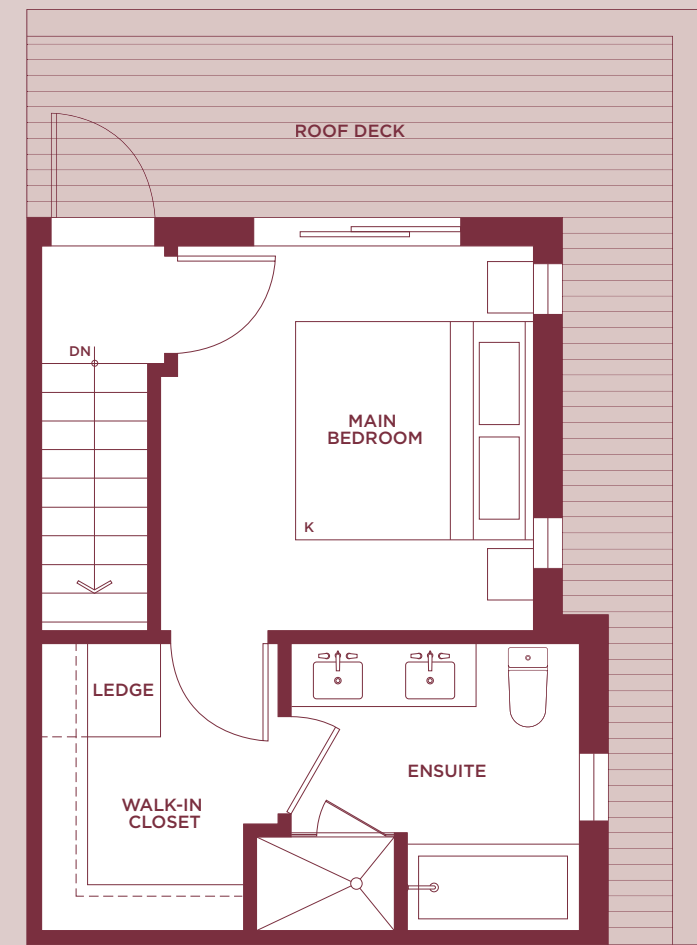 ROOF DECK
DN
MAIN
BEDROOM
K
LEDGE
ENSUITE
WALK-IN
CLOSET